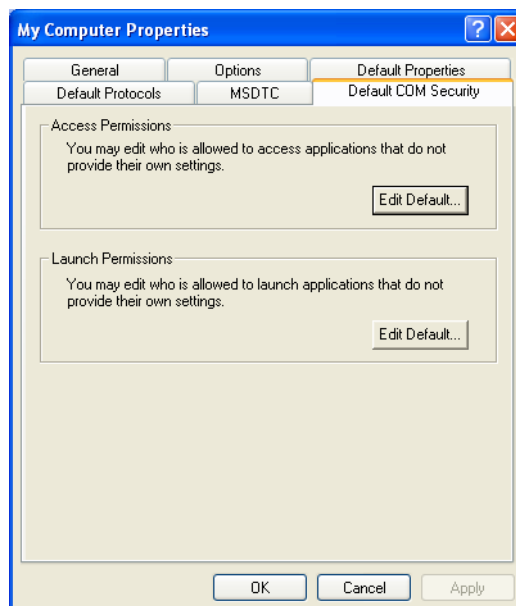 My Computer Properties
General Options Default Properties
Default Protocols MSDTC Default COM Security
Access Permissions
You may edit who is allowed to access applications that do not
provide their own settings.
Edit Default...
Launch Permissions
You may edit who is allowed to launch applications that do not
provide their own settings.
Edit Default...
OK Cancel Apply